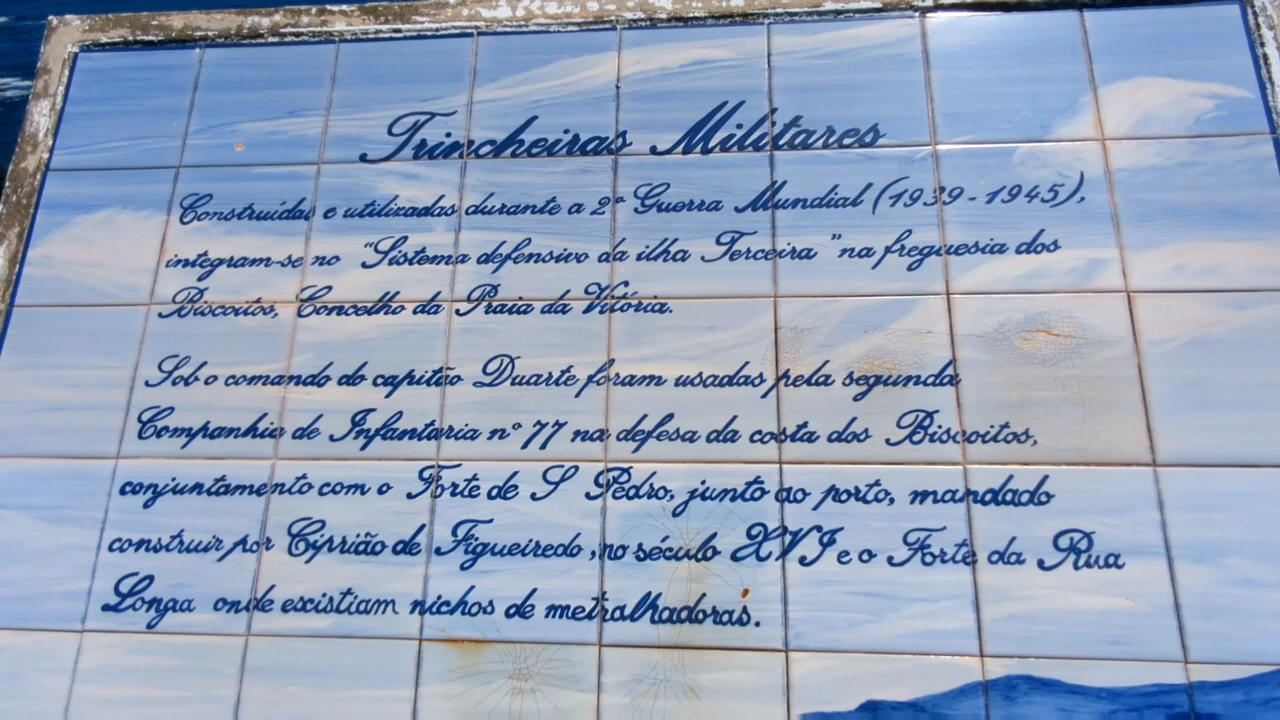 Trincheiras Militares
Construídas e utilizadas durante a 2ª Guerra Mundial (1939-1945),
integram-se no "Sistema defensivo da ilha Terceira" na freguesia dos
Biscoitos, Concelho da Praia da Vitória.
Sob o comando do capitão Duarte foram usadas pela segunda
Companhia de Infantaria nº 77 na defesa da costa dos Biscoitos,
conjuntamento com o Forte de S Pedro, junto ao porto, mandado
construir por Ciprião de Figueiredo, no século XVI e o Forte da Rua
Longa onde escistiam nichos de metralhadoras.